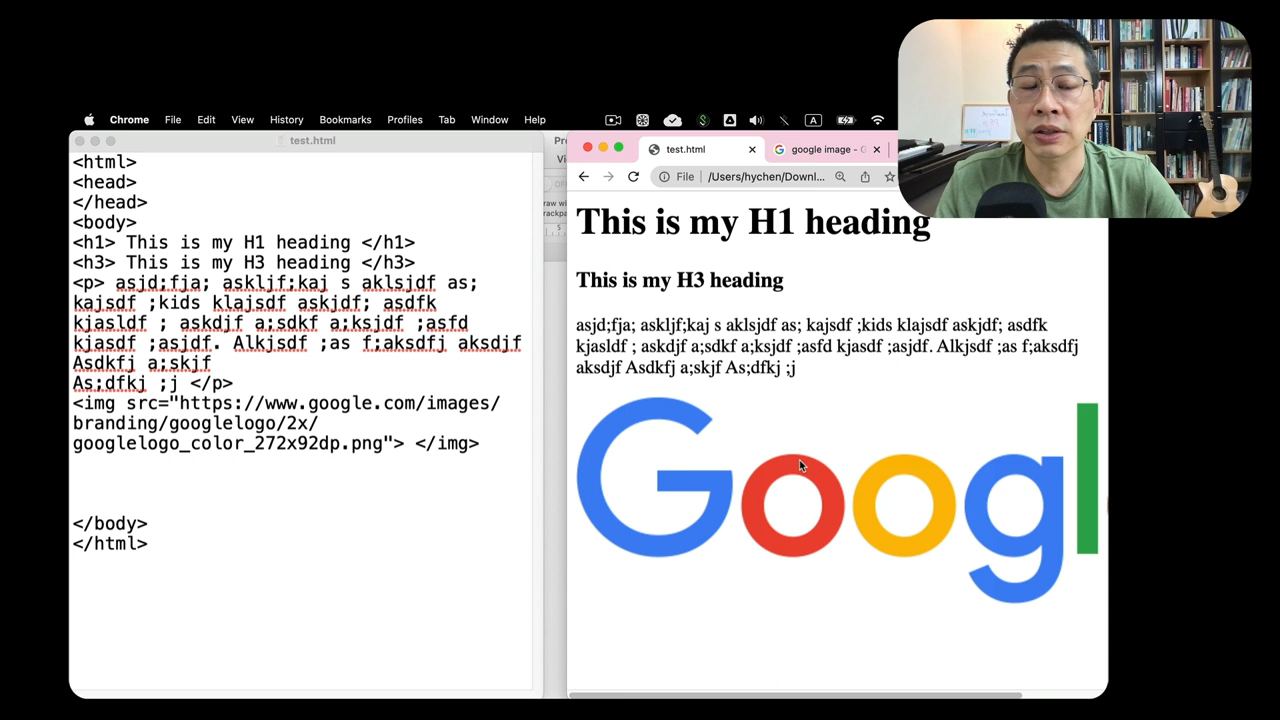 Chrome File Edit View History Bookmarks Profiles Tab Window Help
test.html
<html>
<head>
</head>
<body>
<h1> This is my H1 heading </h1>
<h3> This is my H3 heading </h3>
<p> asjd;fja; askljf;kaj s aklsjdf as;
kajsdf ;kids klajsdf askjdf; asdfk
kjasldf ; askdjf a;sdkf a;ksjdf ;asfd
kjasdf ;asjdf. Alkjsdf ;as f;aksdfj aksdjf
Asdkfj a;skjf
As;dfkj ;j </p>
<img src="https://www.google.com/images/
branding/googlelogo/2x/
googlelogo_color_272x92dp.png"> </img>
</body>
</html>
test.html
google image - G
File /Users/hychen/Downl...
This is my H1 heading
This is my H3 heading
asjd;fja; askljf;kaj s aklsjdf as; kajsdf ;kids klajsdf askjdf; asdfk
kjasldf ; askdjf a;sdkf a;ksjdf ;asfd kjasdf ;asjdf. Alkjsdf ;as f;aksdfj
aksdjf Asdkfj a;skjf As;dfkj ;j
Googl